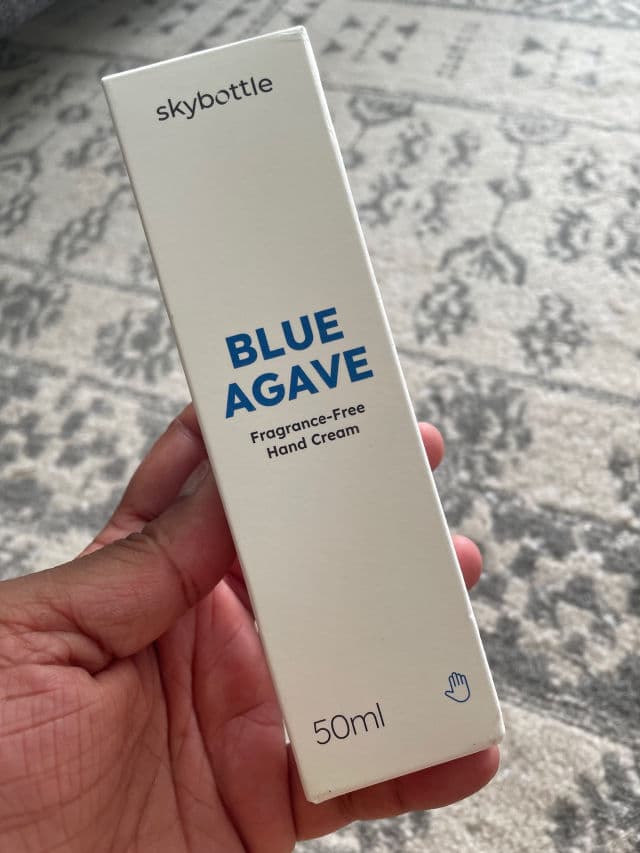 skybottle
BLUE
AGAVE
Fragrance-Free
Hand Cream
50ml